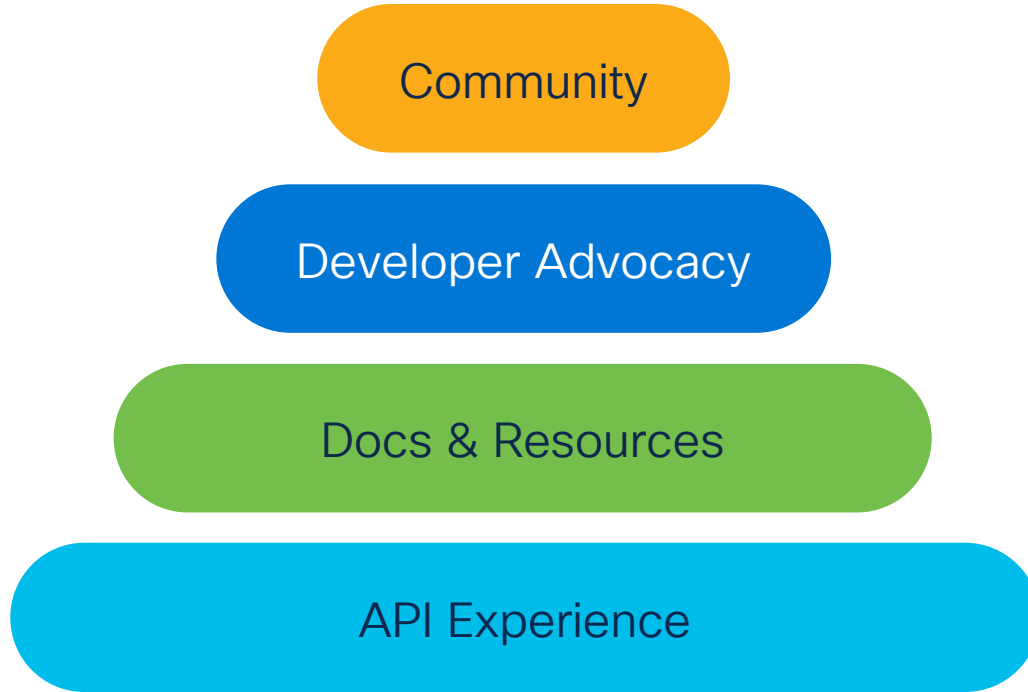 Community
Developer Advocacy
Docs & Resources
API Experience